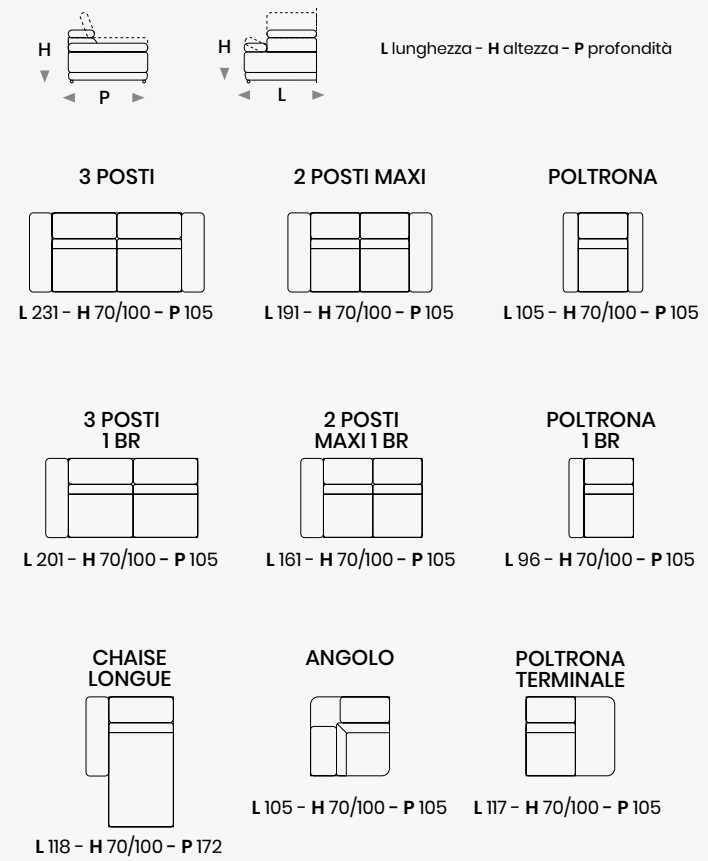 H
P
H
L
L lunghezza - H altezza - P profondità
3 POSTI
L 231 - H 70/100 - P 105
2 POSTI MAXI
L 191 - H 70/100 - P 105
POLTRONA
L 105 - H 70/100 - P 105
3 POSTI
1 BR
L 201 - H 70/100 - P 105
2 POSTI
MAXI 1 BR
L 161 - H 70/100 - P 105
POLTRONA
1 BR
L 96 - H 70/100 - P 105
CHAISE
LONGUE
L 118 - H 70/100 - P 172
ANGOLO
L 105 - H 70/100 - P 105
POLTRONA
TERMINALE
L 117 - H 70/100 - P 105